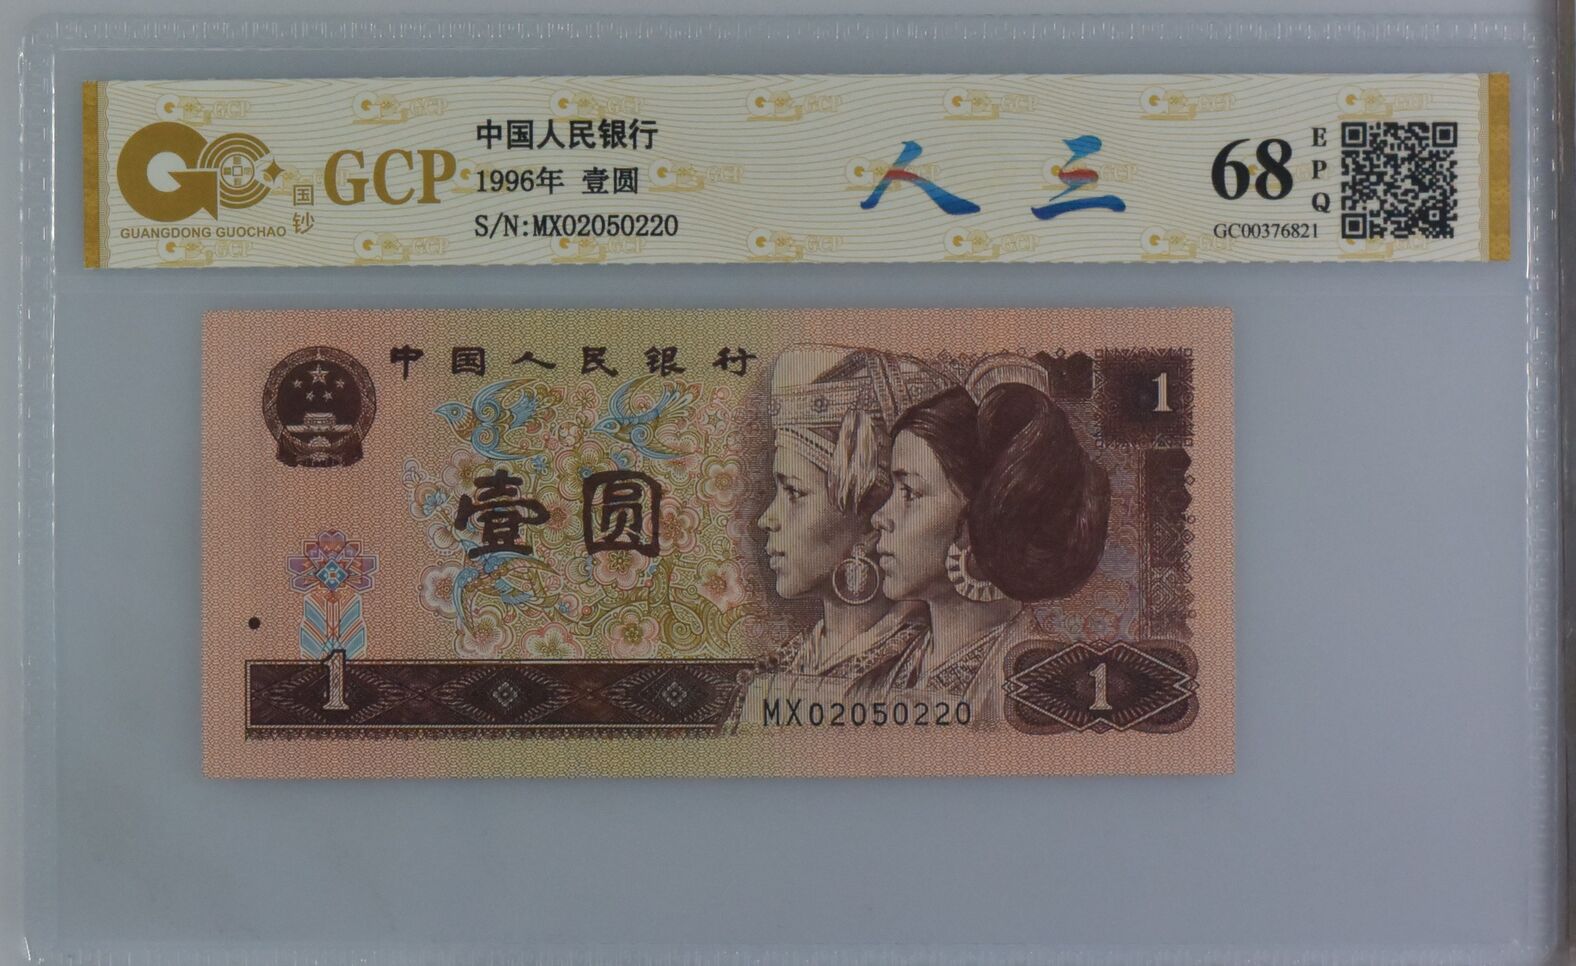 GUANGDONG GUOCHAO
国钞
GCP
中国人民银行
1996年 壹圆
S/N:MX02050220
人三
68
EPQ
GC00376821
中国人民银行
1
壹圆
1
1
MX02050220